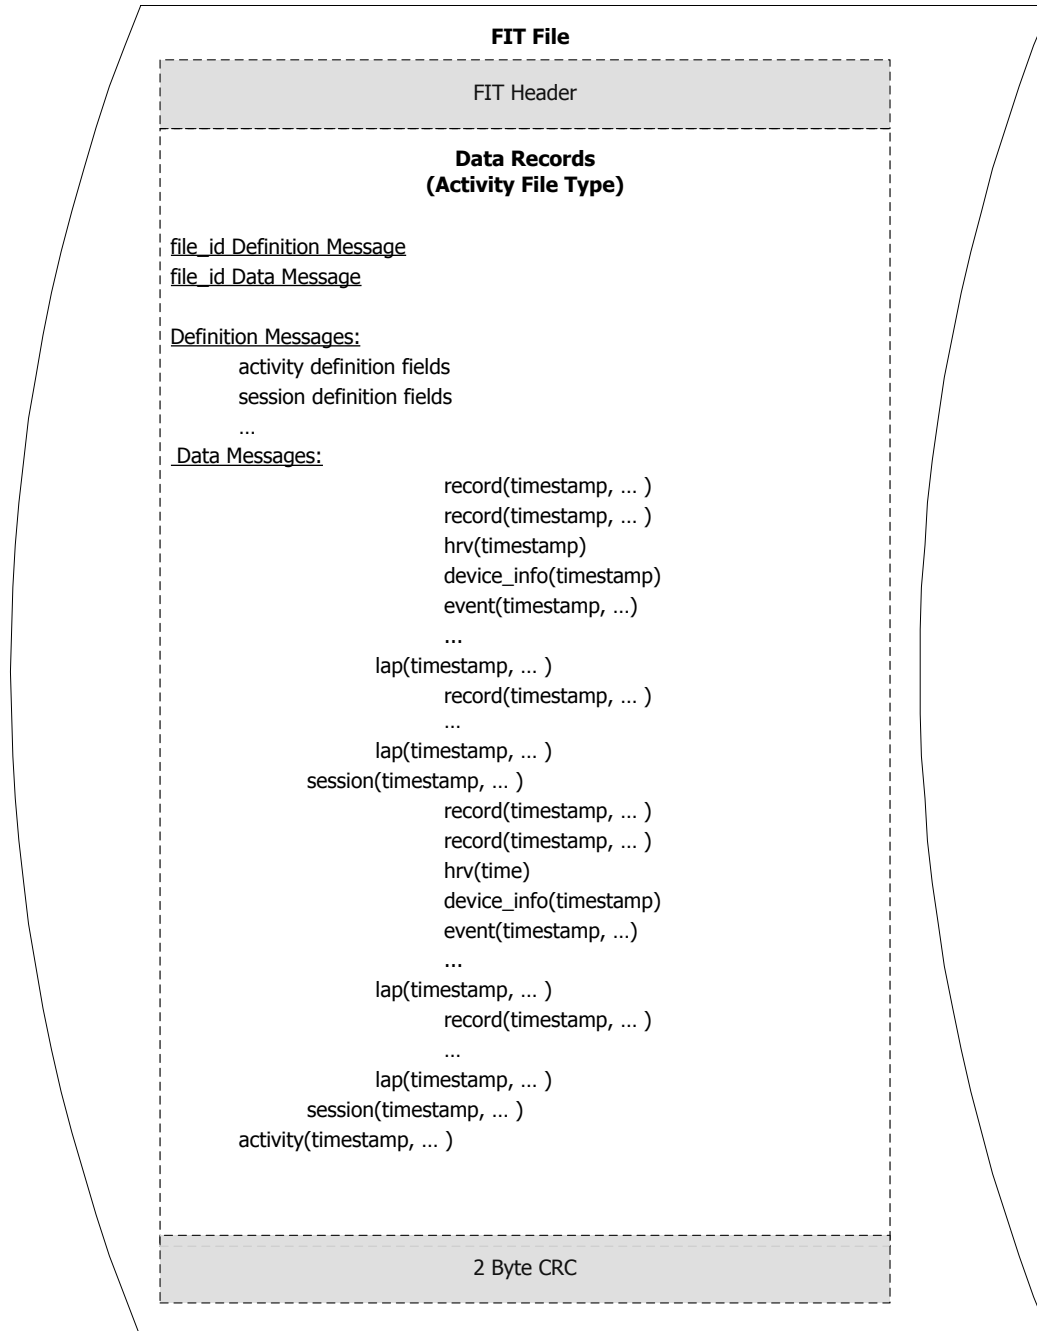 FIT File
FIT Header
Data Records
(Activity File Type)
file_id Definition Message
file_id Data Message
Definition Messages:
activity definition fields
session definition fields
…
Data Messages:
record(timestamp, … )
record(timestamp, … )
hrv(timestamp)
device_info(timestamp)
event(timestamp, …)
...
lap(timestamp, … )
record(timestamp, … )
…
lap(timestamp, … )
session(timestamp, … )
record(timestamp, … )
record(timestamp, … )
hrv(time)
device_info(timestamp)
event(timestamp, …)
...
lap(timestamp, … )
record(timestamp, … )
…
lap(timestamp, … )
session(timestamp, … )
activity(timestamp, … )
2 Byte CRC